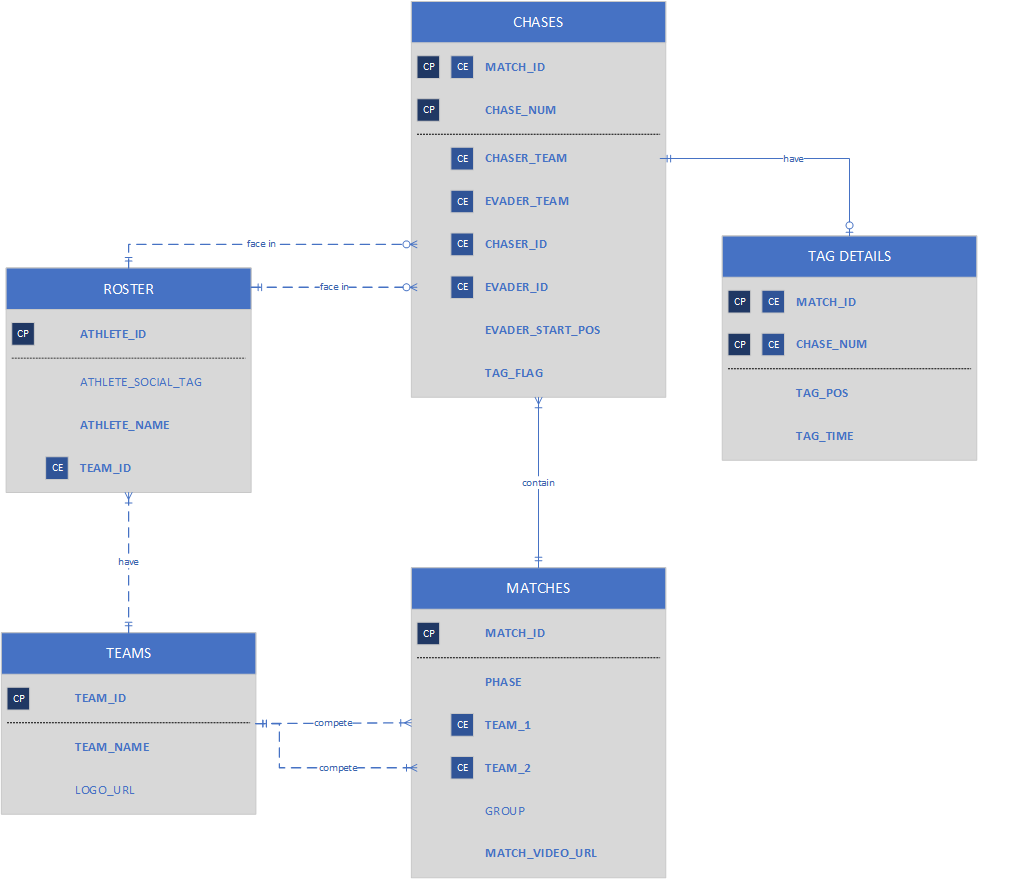 CHASES
CP CE MATCH_ID
CP CHASE_NUM
CE CHASER_TEAM
CE EVADER_TEAM
CE CHASER_ID
CE EVADER_ID
EVADER_START_POS
TAG_FLAG
have
face in
face in
TAG DETAILS
CP CE MATCH_ID
CP CE CHASE_NUM
TAG_POS
TAG_TIME
ROSTER
CP ATHLETE_ID
ATHLETE_SOCIAL_TAG
ATHLETE_NAME
CE TEAM_ID
contain
have
TEAMS
CP TEAM_ID
TEAM_NAME
LOGO_URL
compete
compete
MATCHES
CP MATCH_ID
PHASE
CE TEAM_1
CE TEAM_2
GROUP
MATCH_VIDEO_URL